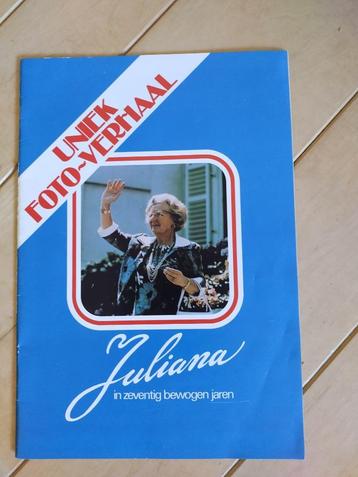 UNIEK
FOTO-VERHAAL
Juliana
in zeventig bewogen jaren